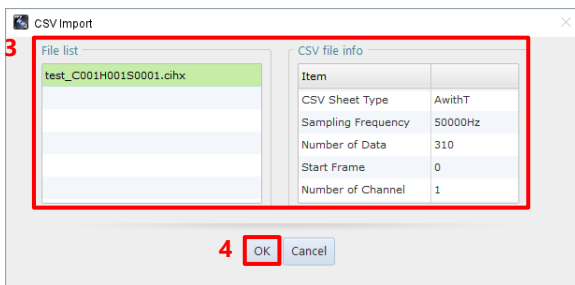 CSV Import
3
File list
test_C001H001S0001.cihx
CSV file info
Item
CSV Sheet Type AwithT
Sampling Frequency 50000Hz
Number of Data 310
Start Frame 0
Number of Channel 1
4 OK Cancel